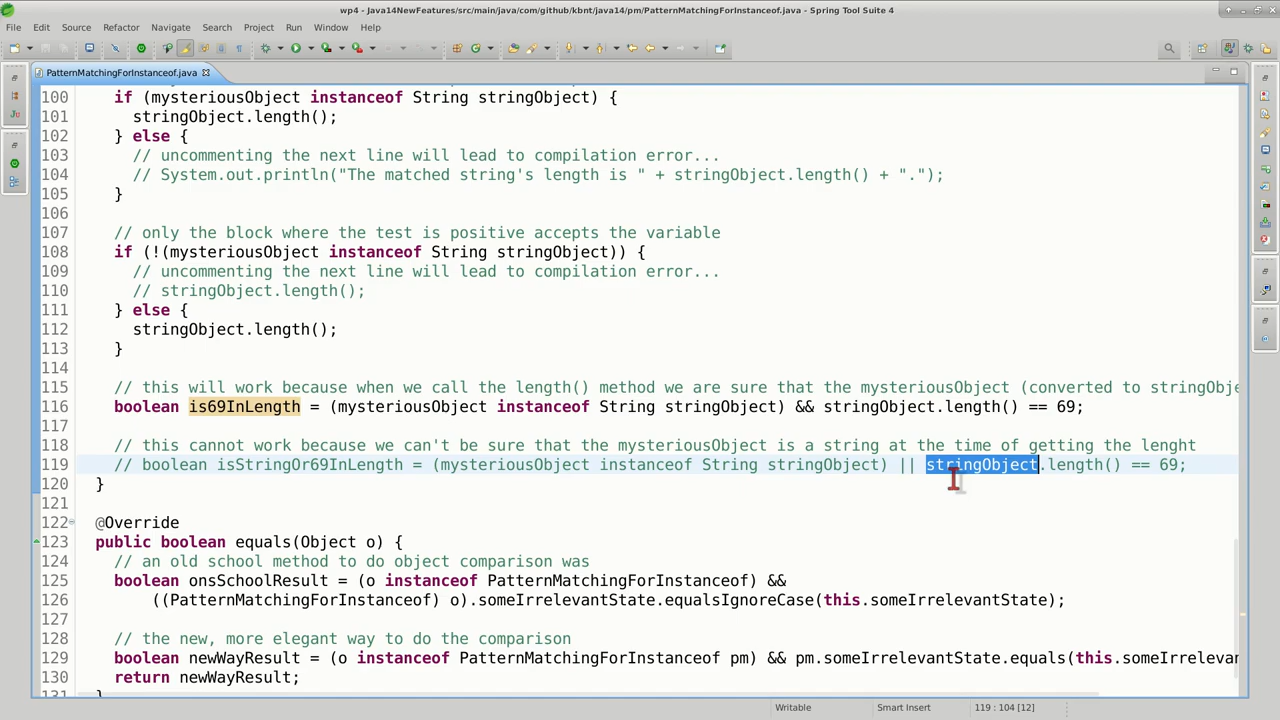 wp4 - Java14NewFeatures/src/main/java/com/github/kbnt/java14/pm/PatternMatchingForInstanceof.java - Spring Tool Suite 4
File Edit Source Refactor Navigate Search Project Run Window Help
PatternMatchingForInstanceof.java
100 if (mysteriousObject instanceof String stringObject) {
101 stringObject.length();
102 } else {
103 // uncommenting the next line will lead to compilation error...
104 // System.out.println("The matched string's length is " + stringObject.length() + ".");
105 }
106
107 // only the block where the test is positive accepts the variable
108 if (!(mysteriousObject instanceof String stringObject)) {
109 // uncommenting the next line will lead to compilation error...
110 // stringObject.length();
111 } else {
112 stringObject.length();
113 }
114
115 // this will work because when we call the length() method we are sure that the mysteriousObject (converted to stringObje
116 boolean is69InLength = (mysteriousObject instanceof String stringObject) && stringObject.length() == 69;
117
118 // this cannot work because we can't be sure that the mysteriousObject is a string at the time of getting the lenght
119 // boolean isStringOr69InLength = (mysteriousObject instanceof String stringObject) || stringObject.length() == 69;
120 }
121
122 @Override
123 public boolean equals(Object o) {
124 // an old school method to do object comparison was
125 boolean onsSchoolResult = (o instanceof PatternMatchingForInstanceof) &&
126 ((PatternMatchingForInstanceof) o).someIrrelevantState.equalsIgnoreCase(this.someIrrelevantState);
127
128 // the new, more elegant way to do the comparison
129 boolean newWayResult = (o instanceof PatternMatchingForInstanceof pm) && pm.someIrrelevantState.equals(this.someIrrelevan
130 return newWayResult;
131 }
Writable Smart Insert 119 : 104 [12]